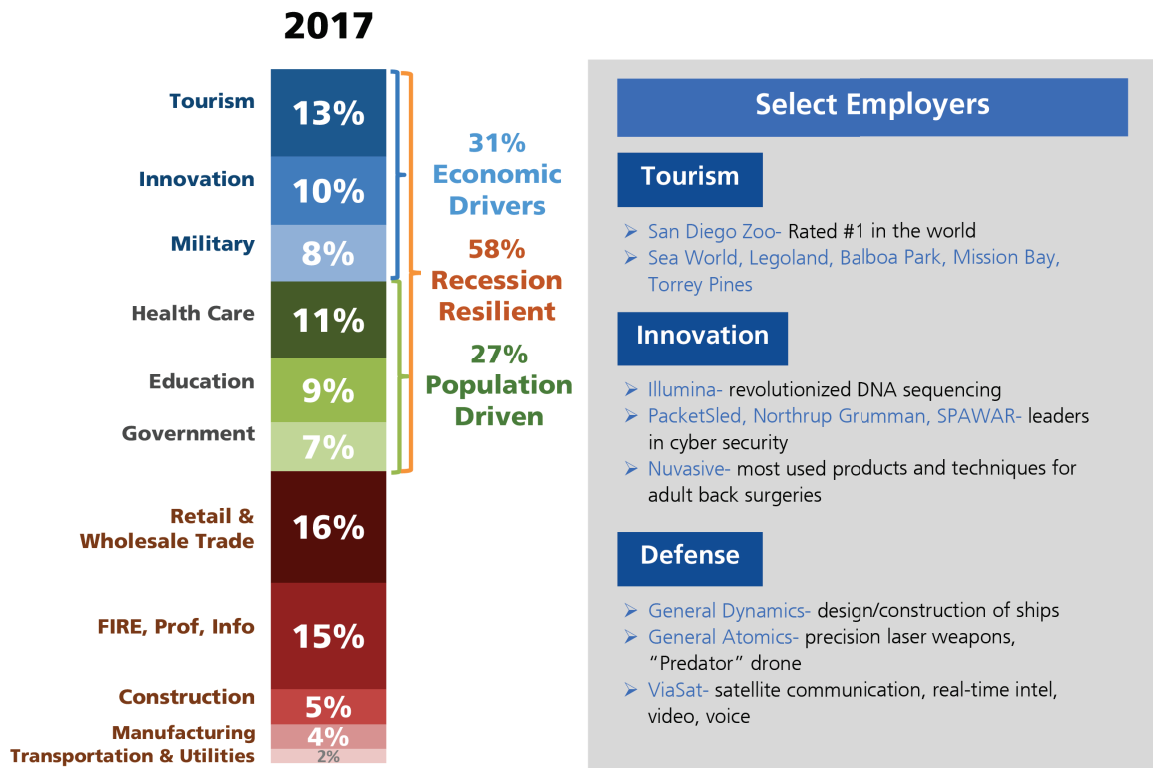 2017
Tourism
13%
Innovation
10%
Military
8%
Health Care
11%
Education
9%
Government
7%
Retail &
Wholesale Trade
16%
FIRE, Prof, Info
15%
Construction
5%
Manufacturing
4%
Transportation & Utilities
2%
31%
Economic
Drivers
58%
Recession
Resilient
27%
Population
Driven
Select Employers
Tourism
➢ San Diego Zoo- Rated #1 in the world
➢ Sea World, Legoland, Balboa Park, Mission Bay,
Torrey Pines
Innovation
➢ Illumina- revolutionized DNA sequencing
➢ PacketSled, Northrup Grumman, SPAWAR- leaders
in cyber security
➢ Nuvasive- most used products and techniques for
adult back surgeries
Defense
➢ General Dynamics- design/construction of ships
➢ General Atomics- precision laser weapons,
“Predator” drone
➢ ViaSat- satellite communication, real-time intel,
video, voice